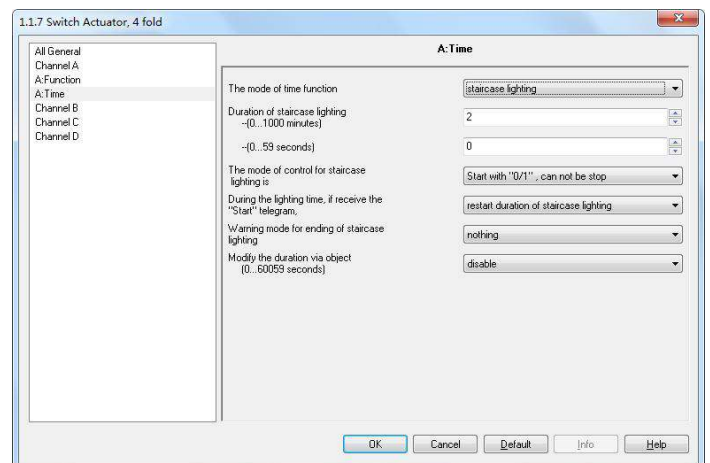 1.1.7 Switch Actuator, 4 fold
All General
Channel A
A:Function
A:Time
Channel B
Channel C
Channel D
A:Time
The mode of time function
staircase lighting
Duration of staircase lighting
--(0...1000 minutes)
2
--(0...59 seconds)
0
The mode of control for staircase
lighting is
Start with "0/1" , can not be stop
During the lighting time, if receive the
"Start" telegram,
restart duration of staircase lighting
Warning mode for ending of staircase
lighting
nothing
Modify the duration via object
(0...60059 seconds)
disable
OK Cancel Default Info Help